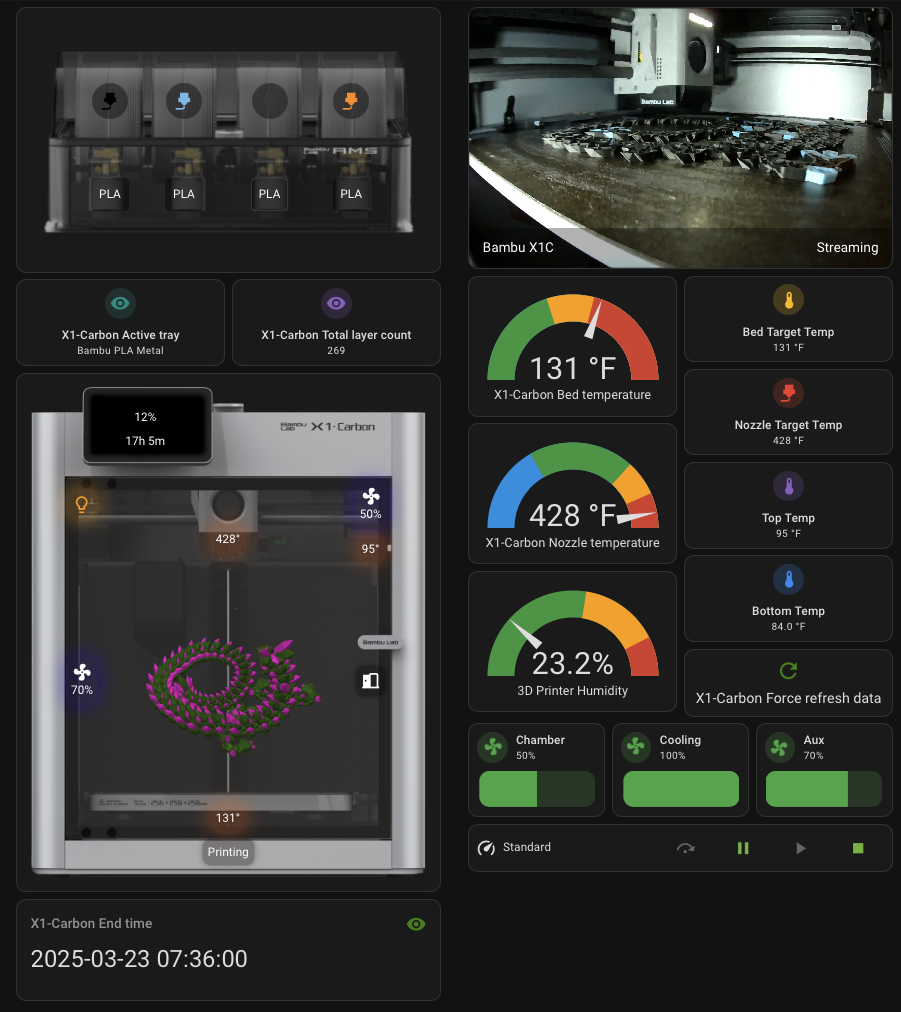 Bambu Lab AMS
PLA
PLA
PLA
PLA
X1-Carbon Active tray
Bambu PLA Metal
X1-Carbon Total layer count
269
12%
17h 5m
Bambu Lab
X1-Carbon
50%
428°
95°
Bambu Lab
70%
131°
Printing
X1-Carbon End time
2025-03-23 07:36:00
Bambu Lab
Bambu X1C
Streaming
131 °F
X1-Carbon Bed temperature
Bed Target Temp
131 °F
Nozzle Target Temp
428 °F
428 °F
X1-Carbon Nozzle temperature
Top Temp
95 °F
Bottom Temp
84.0 °F
23.2%
3D Printer Humidity
X1-Carbon Force refresh data
Chamber
50%
Cooling
100%
Aux
70%
Standard